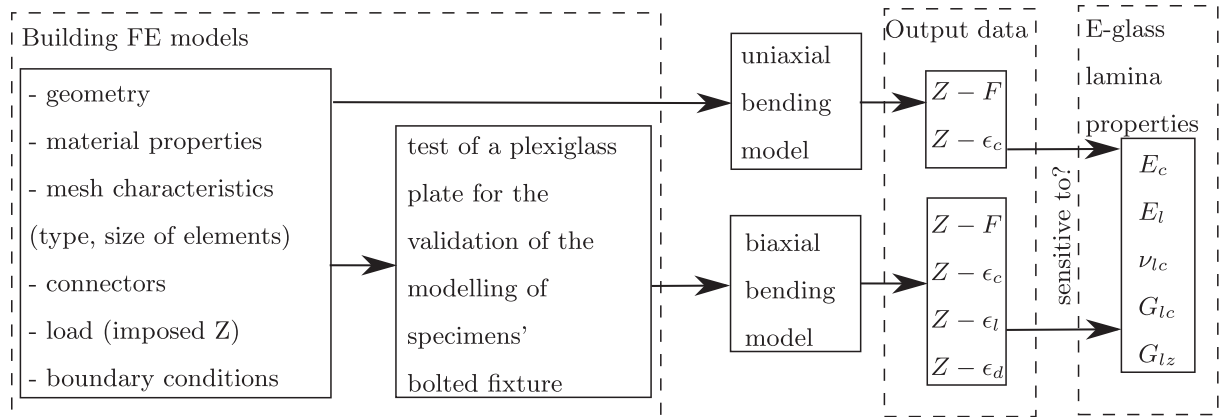 Building FE models
- geometry
- material properties
- mesh characteristics
(type, size of elements)
- connectors
- load (imposed Z)
- boundary conditions
test of a plexiglass
plate for the
validation of the
modelling of
specimens'
bolted fixture
uniaxial
bending
model
biaxial
bending
model
Output data
Z − F
Z − ϵc
Z − F
Z − ϵc
Z − ϵl
Z − ϵd
sensitive to?
E-glass
lamina
properties
Ec
El
νlc
Glc
Glz